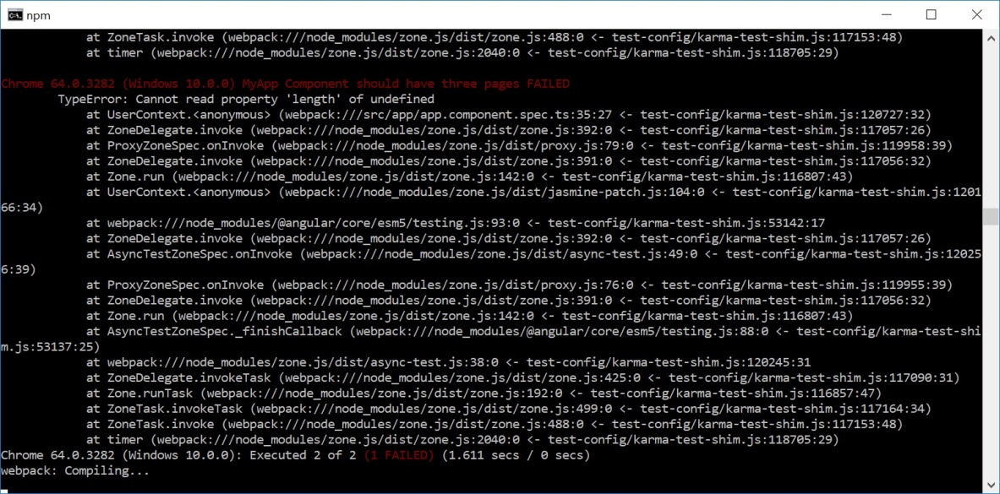 npm
at ZoneTask.invoke (webpack:///node_modules/zone.js/dist/zone.js:488:0 <- test-config/karma-test-shim.js:117153:48)
at timer (webpack:///node_modules/zone.js/dist/zone.js:2040:0 <- test-config/karma-test-shim.js:118705:29)
Chrome 64.0.3282 (Windows 10.0.0) MyApp Component should have three pages FAILED
TypeError: Cannot read property 'length' of undefined
at UserContext.<anonymous> (webpack:///src/app/app.component.spec.ts:35:27 <- test-config/karma-test-shim.js:120727:32)
at ZoneDelegate.invoke (webpack:///node_modules/zone.js/dist/zone.js:392:0 <- test-config/karma-test-shim.js:117057:26)
at ProxyZoneSpec.onInvoke (webpack:///node_modules/zone.js/dist/proxy.js:79:0 <- test-config/karma-test-shim.js:119958:39)
at ZoneDelegate.invoke (webpack:///node_modules/zone.js/dist/zone.js:391:0 <- test-config/karma-test-shim.js:117056:32)
at Zone.run (webpack:///node_modules/zone.js/dist/zone.js:142:0 <- test-config/karma-test-shim.js:116807:43)
at UserContext.<anonymous> (webpack:///node_modules/zone.js/dist/jasmine-patch.js:104:0 <- test-config/karma-test-shim.js:1201
66:34)
at webpack:///node_modules/@angular/core/esm5/testing.js:93:0 <- test-config/karma-test-shim.js:53142:17
at ZoneDelegate.invoke (webpack:///node_modules/zone.js/dist/zone.js:392:0 <- test-config/karma-test-shim.js:117057:26)
at AsyncTestZoneSpec.onInvoke (webpack:///node_modules/zone.js/dist/async-test.js:49:0 <- test-config/karma-test-shim.js:12025
6:39)
at ProxyZoneSpec.onInvoke (webpack:///node_modules/zone.js/dist/proxy.js:76:0 <- test-config/karma-test-shim.js:119955:39)
at ZoneDelegate.invoke (webpack:///node_modules/zone.js/dist/zone.js:391:0 <- test-config/karma-test-shim.js:117056:32)
at Zone.run (webpack:///node_modules/zone.js/dist/zone.js:142:0 <- test-config/karma-test-shim.js:116807:43)
at AsyncTestZoneSpec._finishCallback (webpack:///node_modules/@angular/core/esm5/testing.js:88:0 <- test-config/karma-test-shi
m.js:53137:25)
at webpack:///node_modules/zone.js/dist/async-test.js:38:0 <- test-config/karma-test-shim.js:120245:31
at ZoneDelegate.invokeTask (webpack:///node_modules/zone.js/dist/zone.js:425:0 <- test-config/karma-test-shim.js:117090:31)
at Zone.runTask (webpack:///node_modules/zone.js/dist/zone.js:192:0 <- test-config/karma-test-shim.js:116857:47)
at ZoneTask.invokeTask (webpack:///node_modules/zone.js/dist/zone.js:499:0 <- test-config/karma-test-shim.js:117164:34)
at ZoneTask.invoke (webpack:///node_modules/zone.js/dist/zone.js:488:0 <- test-config/karma-test-shim.js:117153:48)
at timer (webpack:///node_modules/zone.js/dist/zone.js:2040:0 <- test-config/karma-test-shim.js:118705:29)
Chrome 64.0.3282 (Windows 10.0.0): Executed 2 of 2 (1 FAILED) (1.611 secs / 0 secs)
webpack: Compiling...